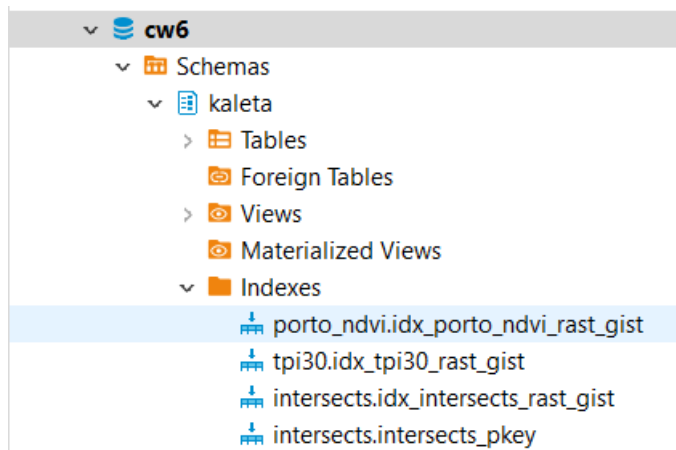 cw6
Schemas
kaleta
Tables
Foreign Tables
Views
Materialized Views
Indexes
porto_ndvi.idx_porto_ndvi_rast_gist
tpi30.idx_tpi30_rast_gist
intersects.idx_intersects_rast_gist
intersects.intersects_pkey